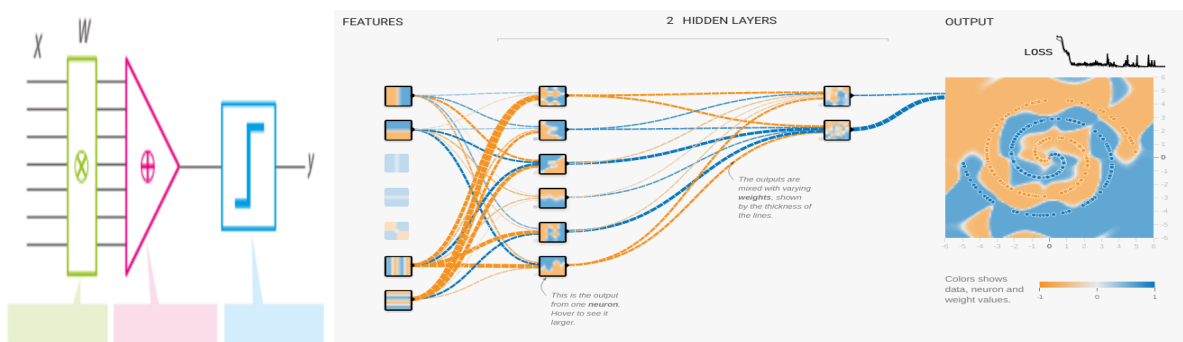 X
W
y
FEATURES
2 HIDDEN LAYERS
OUTPUT
LOSS
The outputs are
mixed with varying
weights, shown
by the thickness of
the lines.
This is the output
from one neuron.
Hover to see it
larger.
6
5
4
3
2
1
0
-1
-2
-3
-4
-5
-6
-6 -5 -4 -3 -2 -1 0 1 2 3 4 5 6
Colors shows
data, neuron and
weight values.
-1 0 1